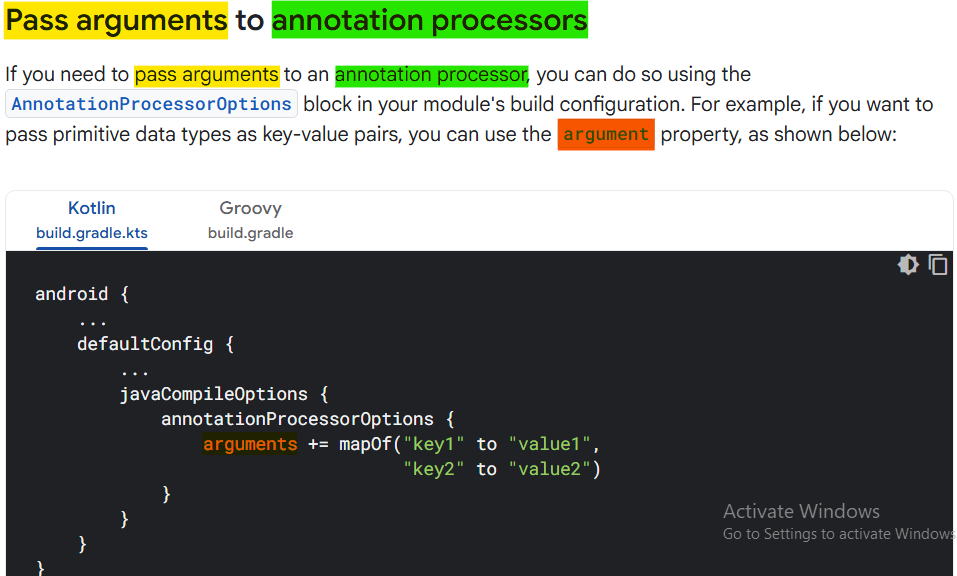 Pass arguments to annotation processors
If you need to pass arguments to an annotation processor, you can do so using the
AnnotationProcessorOptions block in your module's build configuration. For example, if you want to
pass primitive data types as key-value pairs, you can use the argument property, as shown below:
Kotlin Groovy
build.gradle.kts build.gradle
android {
    ...
    defaultConfig {
        ...
        javaCompileOptions {
            annotationProcessorOptions {
                arguments += mapOf("key1" to "value1",
                                   "key2" to "value2")
            }
        }
    }
}
Activate Windows
Go to Settings to activate Windows